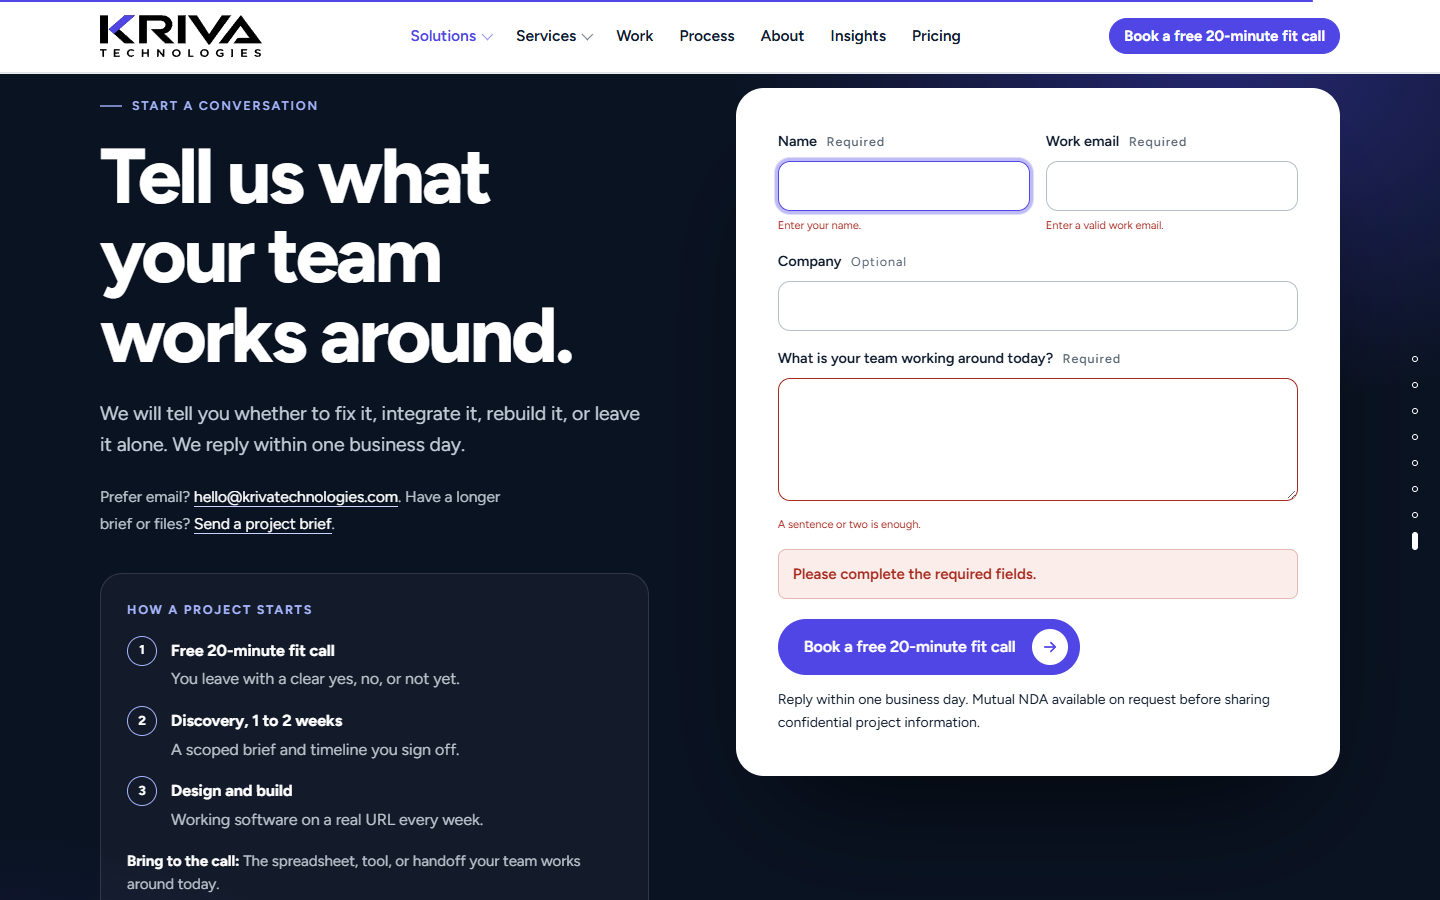 KRIVA
TECHNOLOGIES
Solutions
Services
Work
Process
About
Insights
Pricing
Book a free 20-minute fit call
START A CONVERSATION
Tell us what
your team
works around.
We will tell you whether to fix it, integrate it, rebuild it, or leave
it alone. We reply within one business day.
Prefer email? hello@krivatechnologies.com. Have a longer
brief or files? Send a project brief.
HOW A PROJECT STARTS
1 Free 20-minute fit call
You leave with a clear yes, no, or not yet.
2 Discovery, 1 to 2 weeks
A scoped brief and timeline you sign off.
3 Design and build
Working software on a real URL every week.
Bring to the call: The spreadsheet, tool, or handoff your team works
around today.
Name Required
Enter your name.
Work email Required
Enter a valid work email.
Company Optional
What is your team working around today? Required
A sentence or two is enough.
Please complete the required fields.
Book a free 20-minute fit call
Reply within one business day. Mutual NDA available on request before sharing
confidential project information.